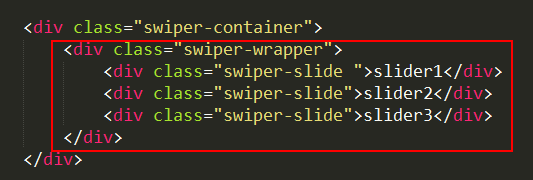 <div class="swiper-container">
    <div class="swiper-wrapper">
        <div class="swiper-slide ">slider1</div>
        <div class="swiper-slide">slider2</div>
        <div class="swiper-slide">slider3</div>
    </div>
</div>